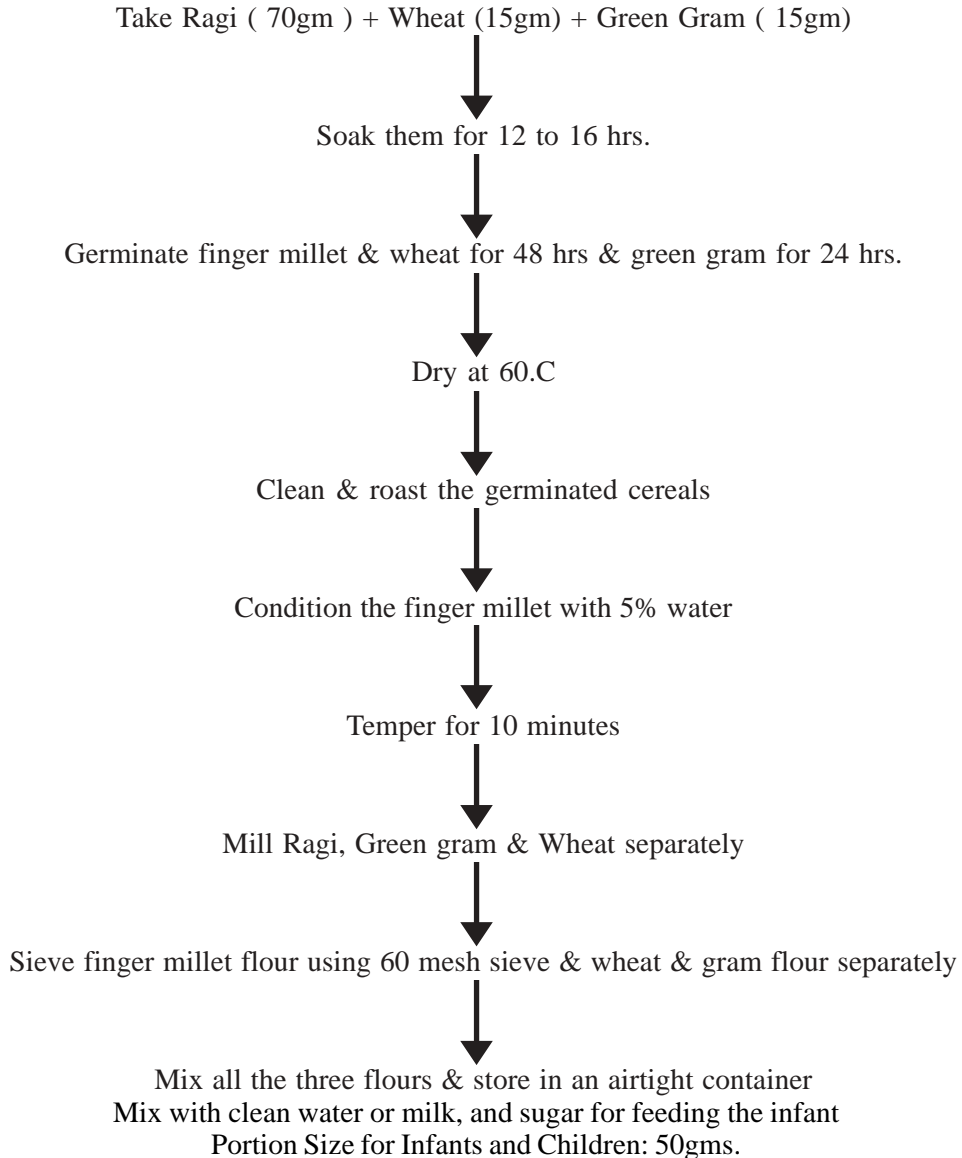 Take Ragi ( 70gm ) + Wheat (15gm) + Green Gram ( 15gm)
Soak them for 12 to 16 hrs.
Germinate finger millet & wheat for 48 hrs & green gram for 24 hrs.
Dry at 60.C
Clean & roast the germinated cereals
Condition the finger millet with 5% water
Temper for 10 minutes
Mill Ragi, Green gram & Wheat separately
Sieve finger millet flour using 60 mesh sieve & wheat & gram flour separately
Mix all the three flours & store in an airtight container
Mix with clean water or milk, and sugar for feeding the infant
Portion Size for Infants and Children: 50gms.